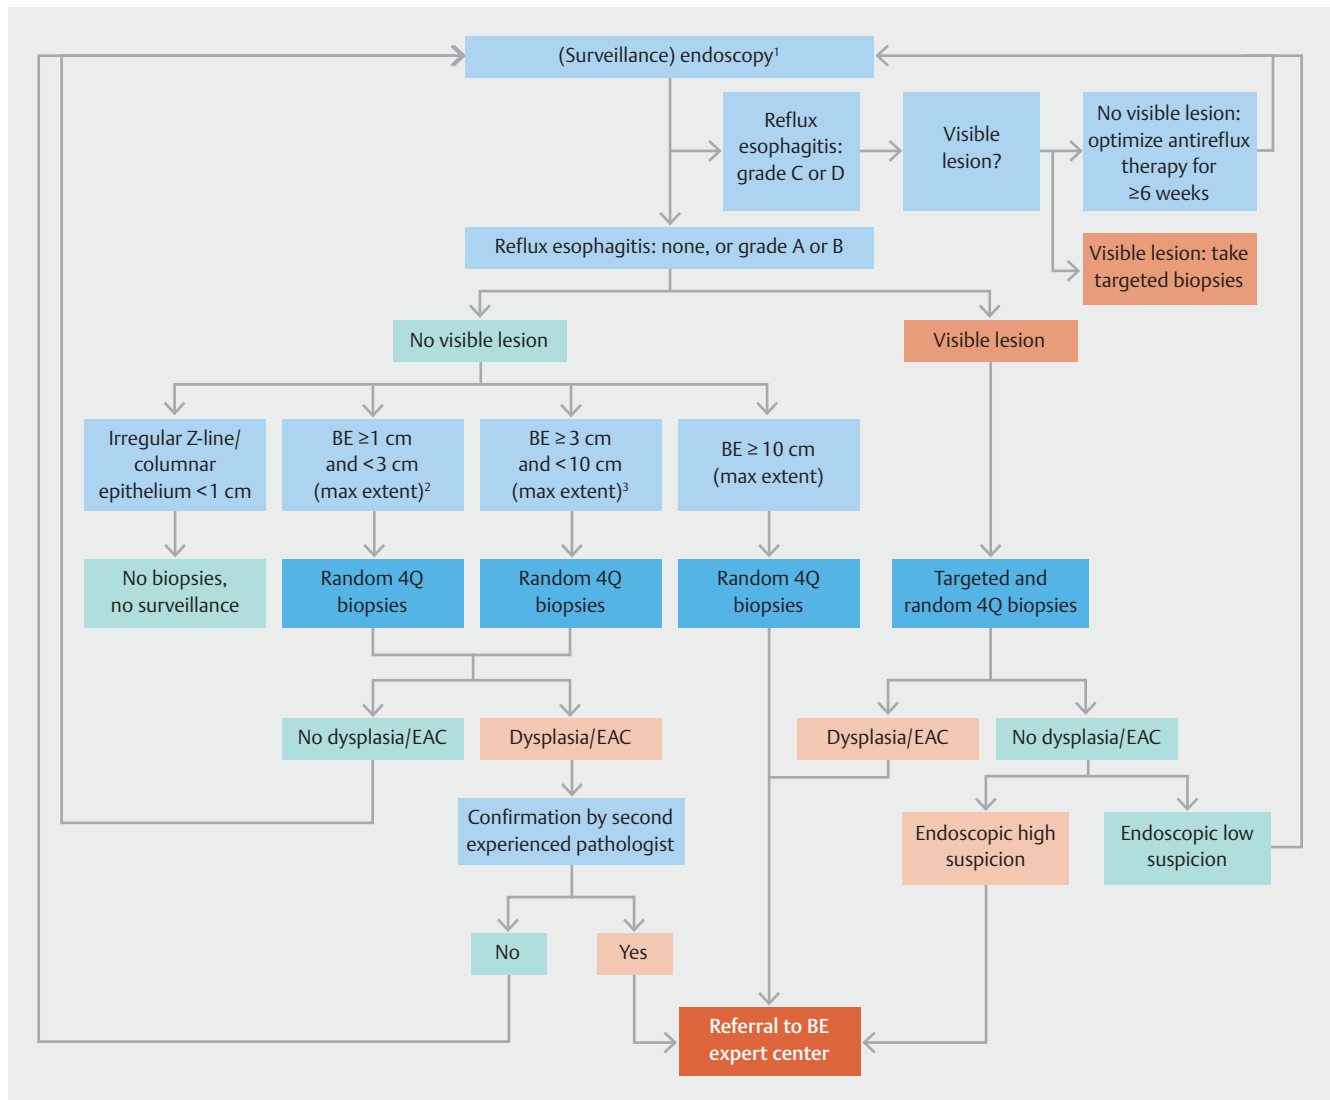 (Surveillance) endoscopy¹
Reflux
esophagitis:
grade C or D
Visible
lesion?
No visible lesion:
optimize antireflux
therapy for
≥6 weeks
Reflux esophagitis: none, or grade A or B
Visible lesion: take
targeted biopsies
No visible lesion
Visible lesion
Irregular Z-line/
columnar
epithelium <1 cm
BE ≥1 cm
and <3 cm
(max extent)²
BE ≥ 3 cm
and <10 cm
(max extent)³
BE ≥ 10 cm
(max extent)
No biopsies,
no surveillance
Random 4Q
biopsies
Random 4Q
biopsies
Random 4Q
biopsies
Targeted and
random 4Q biopsies
No dysplasia/EAC
Dysplasia/EAC
Dysplasia/EAC
No dysplasia/EAC
Confirmation by second
experienced pathologist
Endoscopic high
suspicion
Endoscopic low
suspicion
No
Yes
Referral to BE
expert center